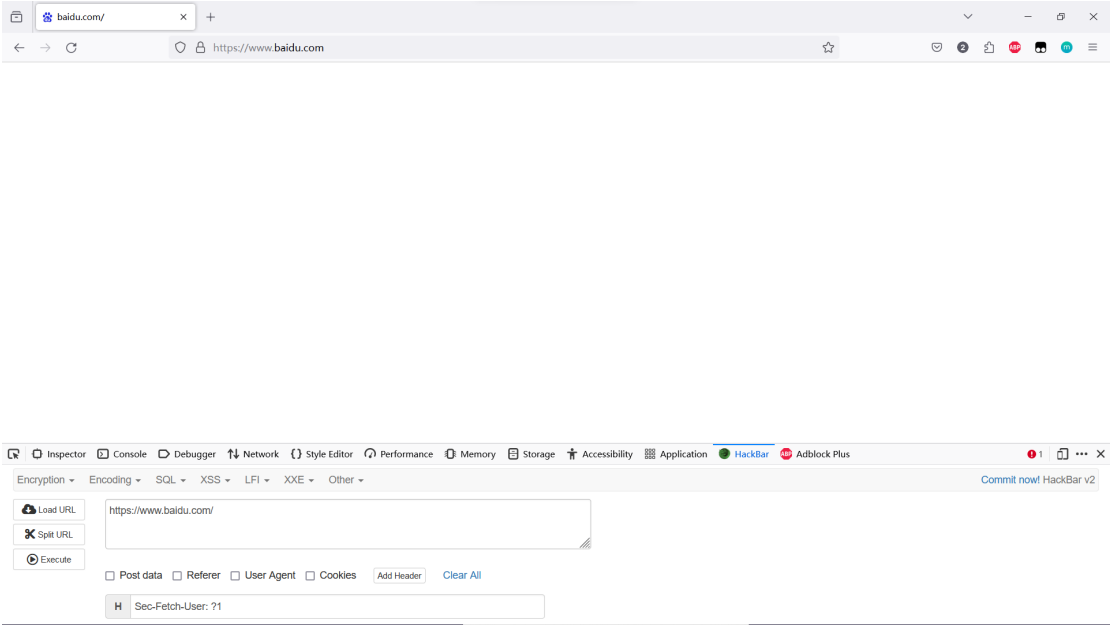 baidu.com/
https://www.baidu.com
2 ABP m
Inspector Console Debugger Network Style Editor Performance Memory Storage Accessibility Application HackBar ABP Adblock Plus 1
Encryption Encoding SQL XSS LFI XXE Other Commit now! HackBar v2
Load URL https://www.baidu.com/
Split URL
Execute
Post data Referer User Agent Cookies Add Header Clear All
H Sec-Fetch-User: ?1